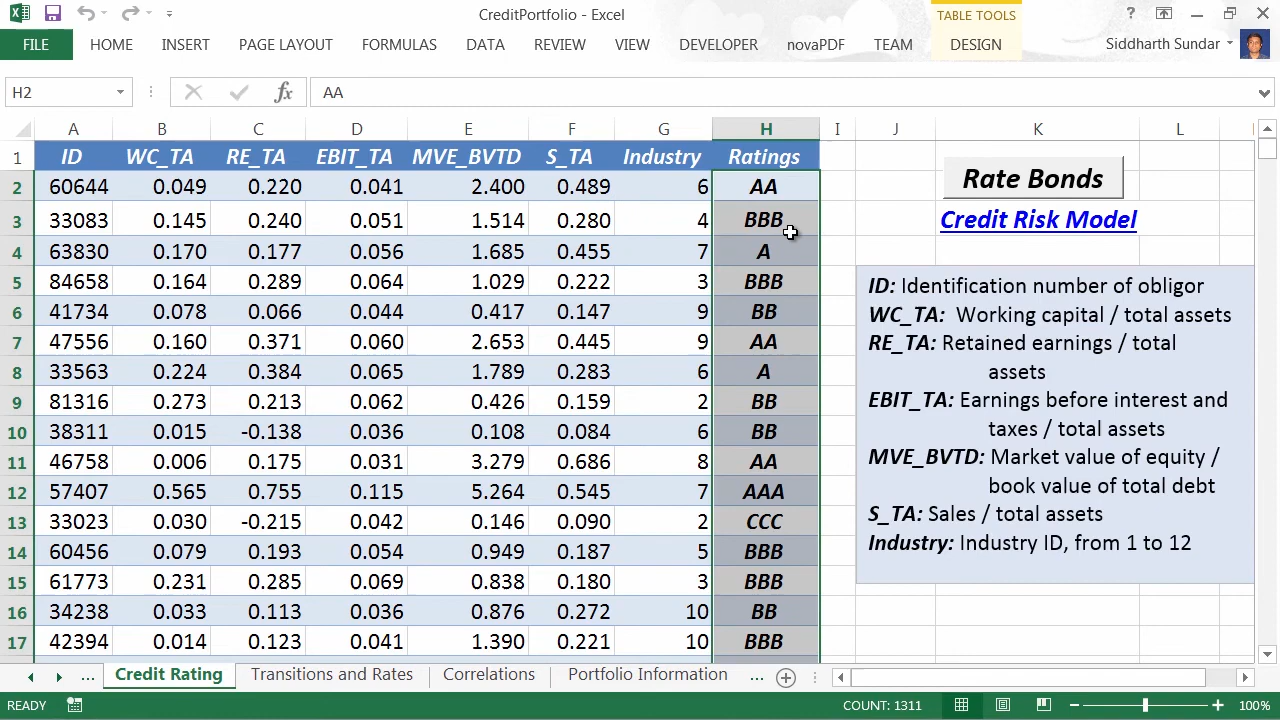 CreditPortfolio - Excel
TABLE TOOLS
?
FILE HOME INSERT PAGE LAYOUT FORMULAS DATA REVIEW VIEW DEVELOPER novaPDF TEAM DESIGN Siddharth Sundar
H2 fx AA
A B C D E F G H I J K L
1 ID WC_TA RE_TA EBIT_TA MVE_BVTD S_TA Industry Ratings
2 60644 0.049 0.220 0.041 2.400 0.489 6 AA
3 33083 0.145 0.240 0.051 1.514 0.280 4 BBB
4 63830 0.170 0.177 0.056 1.685 0.455 7 A
5 84658 0.164 0.289 0.064 1.029 0.222 3 BBB
6 41734 0.078 0.066 0.044 0.417 0.147 9 BB
7 47556 0.160 0.371 0.060 2.653 0.445 9 AA
8 33563 0.224 0.384 0.065 1.789 0.283 6 A
9 81316 0.273 0.213 0.062 0.426 0.159 2 BB
10 38311 0.015 -0.138 0.036 0.108 0.084 6 BB
11 46758 0.006 0.175 0.031 3.279 0.686 8 AA
12 57407 0.565 0.755 0.115 5.264 0.545 7 AAA
13 33023 0.030 -0.215 0.042 0.146 0.090 2 CCC
14 60456 0.079 0.193 0.054 0.949 0.187 5 BBB
15 61773 0.231 0.285 0.069 0.838 0.180 3 BBB
16 34238 0.033 0.113 0.036 0.876 0.272 10 BB
17 42394 0.014 0.123 0.041 1.390 0.221 10 BBB
Rate Bonds
Credit Risk Model
ID: Identification number of obligor
WC_TA: Working capital / total assets
RE_TA: Retained earnings / total
assets
EBIT_TA: Earnings before interest and
taxes / total assets
MVE_BVTD: Market value of equity /
book value of total debt
S_TA: Sales / total assets
Industry: Industry ID, from 1 to 12
... Credit Rating Transitions and Rates Correlations Portfolio Information ...
READY COUNT: 1311 100%